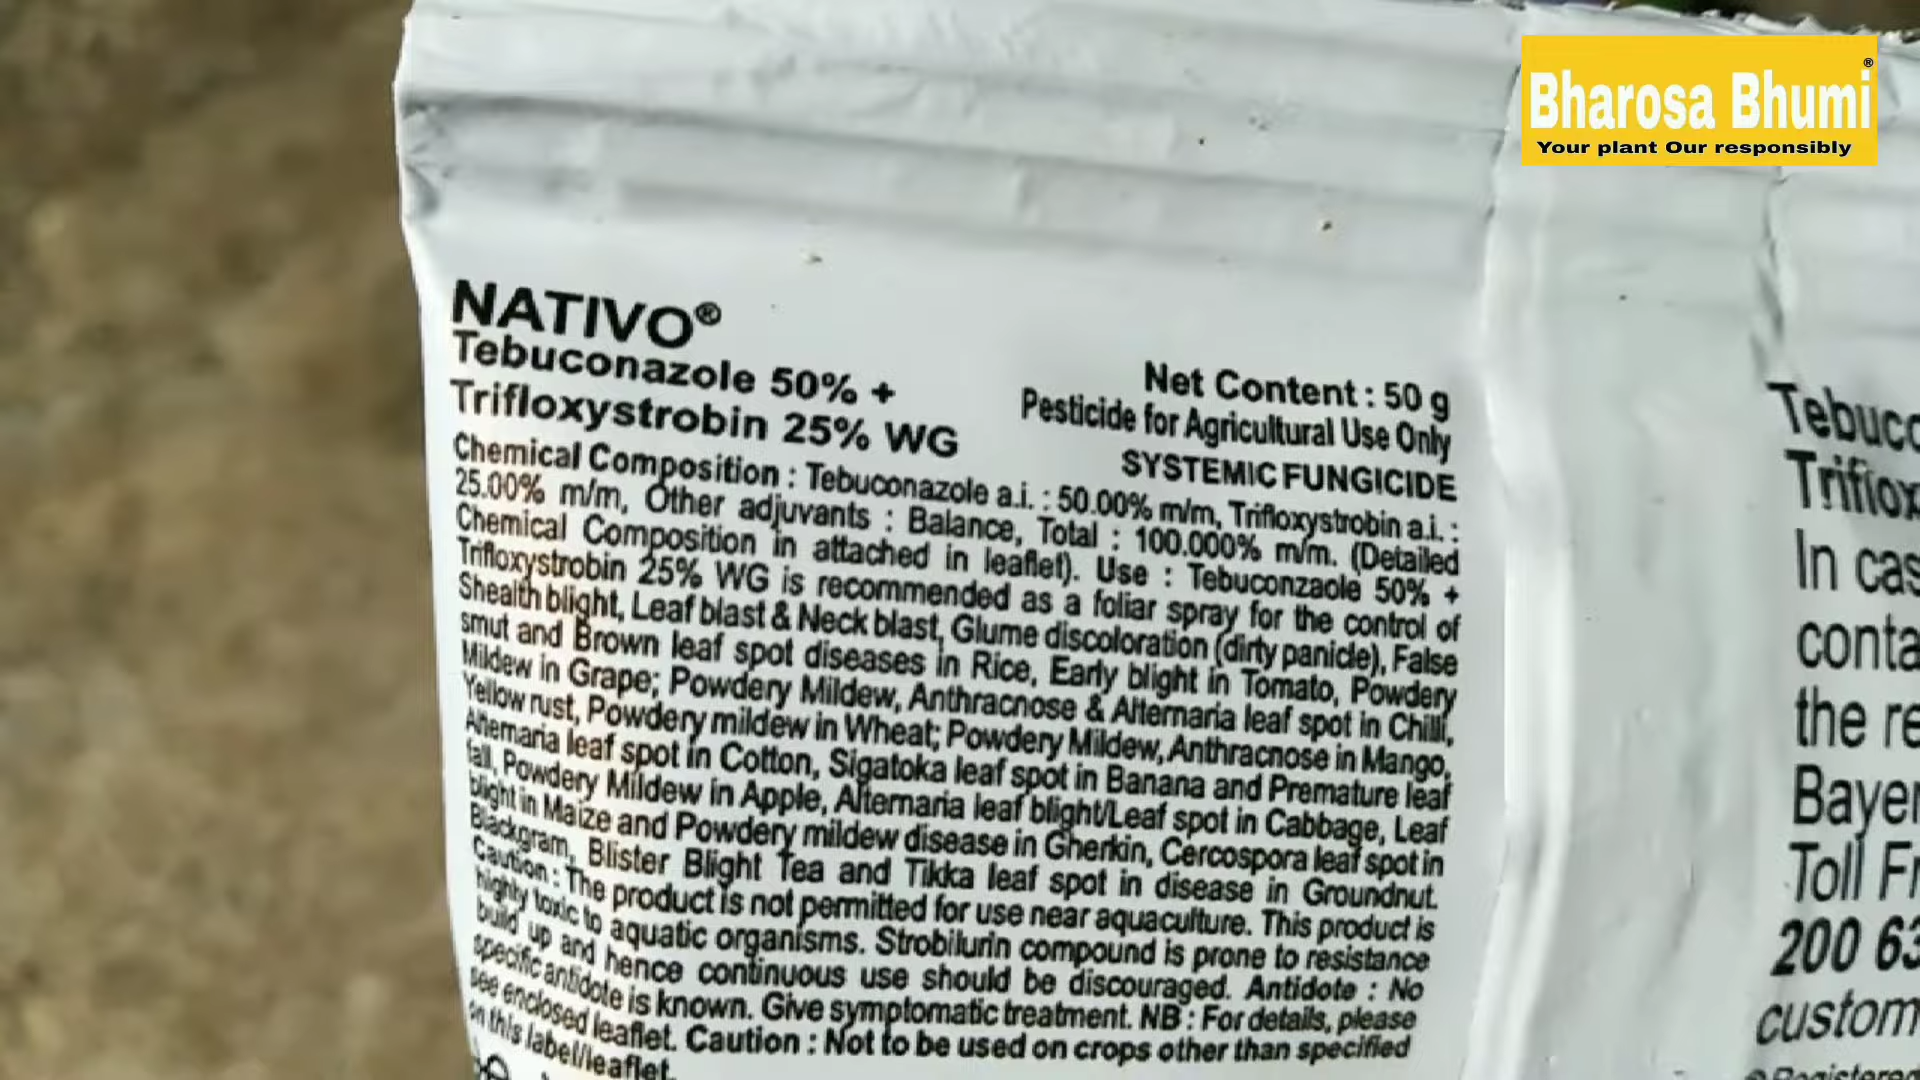 Bharosa Bhumi®
Your plant Our responsibly
NATIVO®
Tebuconazole 50% +
Trifloxystrobin 25% WG
Net Content : 50 g
Pesticide for Agricultural Use Only
SYSTEMIC FUNGICIDE
Chemical Composition : Tebuconazole a.i. : 50.00% m/m, Trifloxystrobin a.i. :
25.00% m/m, Other adjuvants : Balance, Total : 100.000% m/m. (Detailed
Chemical Composition in attached in leaflet). Use : Tebuconzaole 50% +
Trifloxystrobin 25% WG is recommended as a foliar spray for the control of
Shealth blight, Leaf blast & Neck blast, Glume discoloration (dirty panicle), False
smut and Brown leaf spot diseases in Rice, Early blight in Tomato, Powdery
Mildew in Grape; Powdery Mildew, Anthracnose & Alternaria leaf spot in Chilli,
Yellow rust, Powdery mildew in Wheat; Powdery Mildew, Anthracnose in Mango,
Alternaria leaf spot in Cotton, Sigatoka leaf spot in Banana and Premature leaf
fall, Powdery Mildew in Apple, Alternaria leaf blight/Leaf spot in Cabbage, Leaf
blight in Maize and Powdery mildew disease in Gherkin, Cercospora leaf spot in
Blackgram, Blister Blight Tea and Tikka leaf spot in disease in Groundnut.
Caution : The product is not permitted for use near aquaculture. This product is
highly toxic to aquatic organisms. Strobilurin compound is prone to resistance
build up and hence continuous use should be discouraged. Antidote : No
specific antidote is known. Give symptomatic treatment. NB : For details, please
see enclosed leaflet. Caution : Not to be used on crops other than specified
on this label/leaflet.
Tebuco
Triflox
In cas
conta
the re
Bayer
Toll Fr
200 63
custom